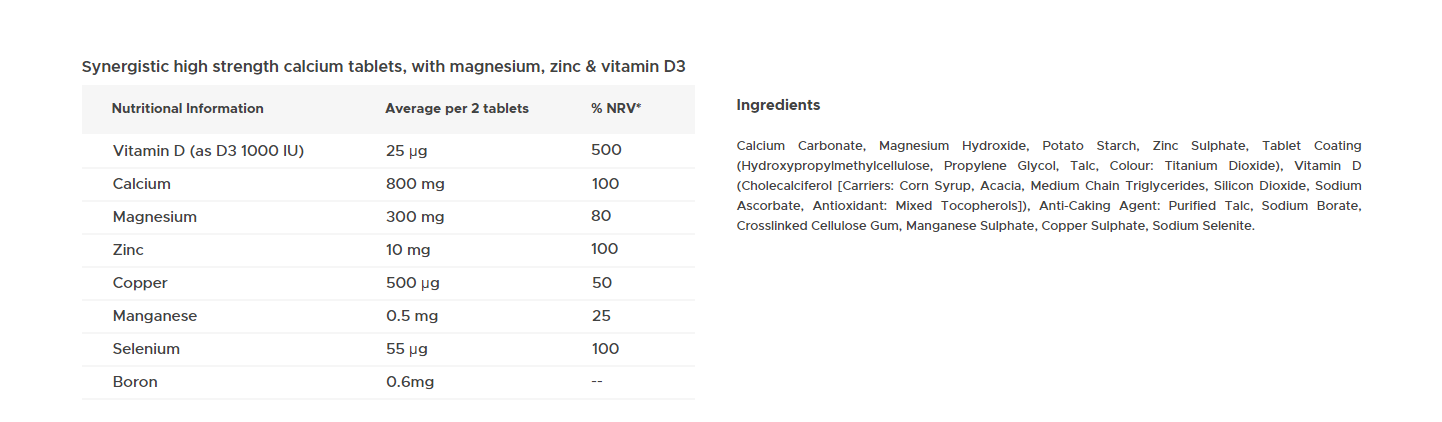 Synergistic high strength calcium tablets, with magnesium, zinc & vitamin D3
Nutritional Information Average per 2 tablets % NRV*
Vitamin D (as D3 1000 IU) 25 µg 500
Calcium 800 mg 100
Magnesium 300 mg 80
Zinc 10 mg 100
Copper 500 µg 50
Manganese 0.5 mg 25
Selenium 55 µg 100
Boron 0.6mg --
Ingredients
Calcium Carbonate, Magnesium Hydroxide, Potato Starch, Zinc Sulphate, Tablet Coating
(Hydroxypropylmethylcellulose, Propylene Glycol, Talc, Colour: Titanium Dioxide), Vitamin D
(Cholecalciferol [Carriers: Corn Syrup, Acacia, Medium Chain Triglycerides, Silicon Dioxide, Sodium
Ascorbate, Antioxidant: Mixed Tocopherols]), Anti-Caking Agent: Purified Talc, Sodium Borate,
Crosslinked Cellulose Gum, Manganese Sulphate, Copper Sulphate, Sodium Selenite.